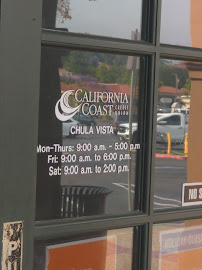 CALIFORNIA
COAST CREDIT
UNION
CHULA VISTA
Mon-Thurs: 9:00 a.m. - 5:00 p.m.
Fri: 9:00 a.m. to 6:00 p.m.
Sat: 9:00 a.m. to 2:00 p.m.
NO S